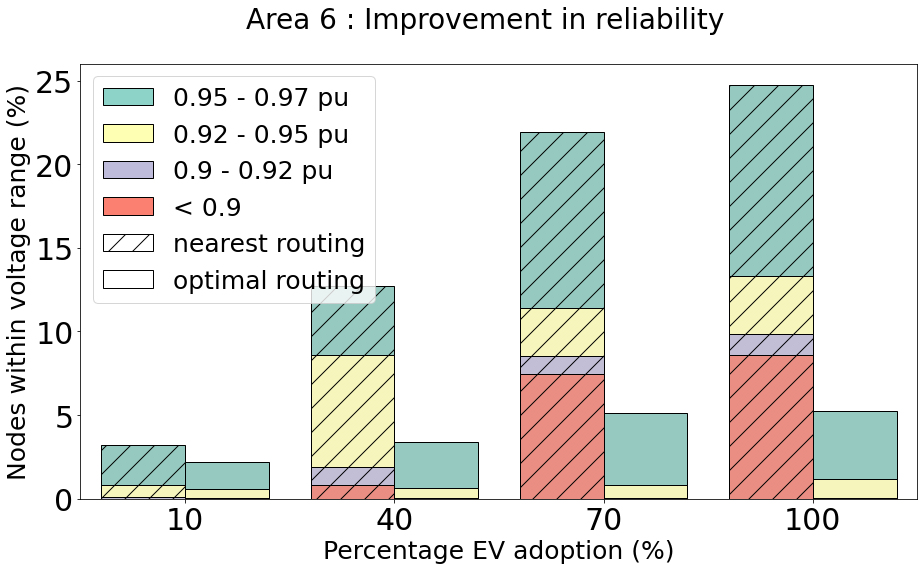 Area 6 : Improvement in reliability
Nodes within voltage range (%)
25
20
15
10
5
0
0.95 - 0.97 pu
0.92 - 0.95 pu
0.9 - 0.92 pu
< 0.9
nearest routing
optimal routing
10 40 70 100
Percentage EV adoption (%)